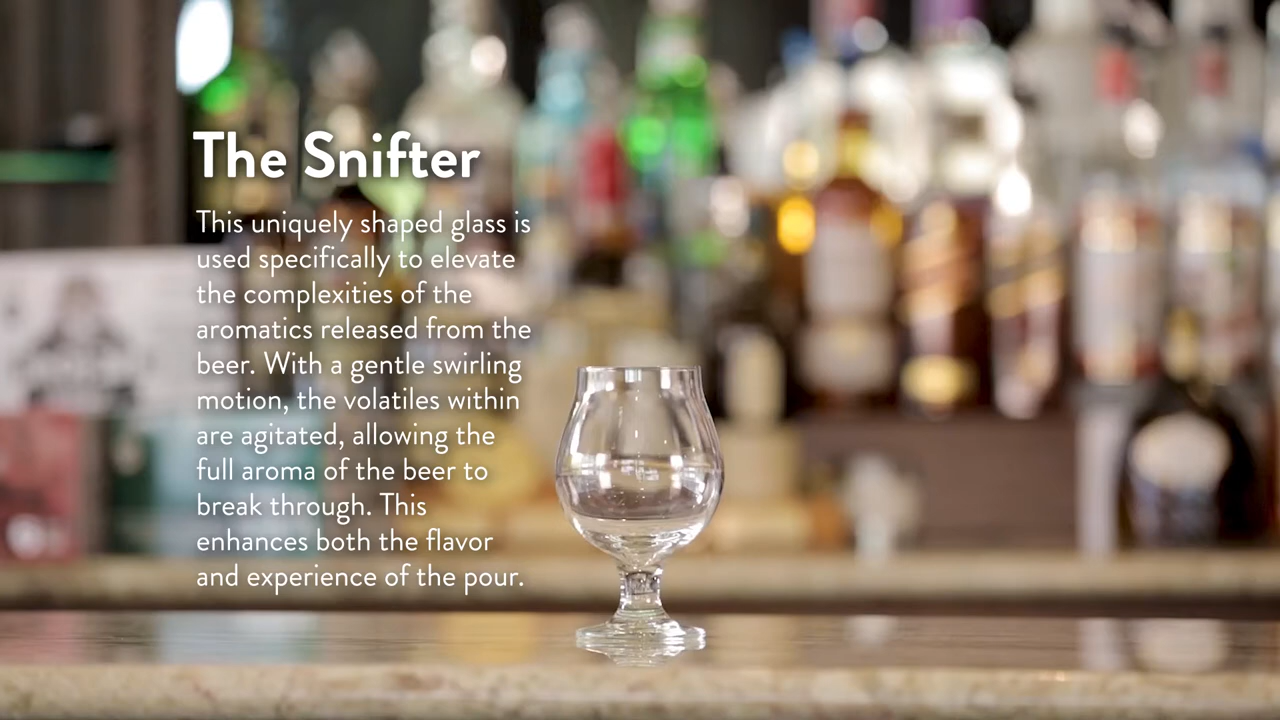 The Snifter
This uniquely shaped glass is
used specifically to elevate
the complexities of the
aromatics released from the
beer. With a gentle swirling
motion, the volatiles within
are agitated, allowing the
full aroma of the beer to
break through. This
enhances both the flavor
and experience of the pour.